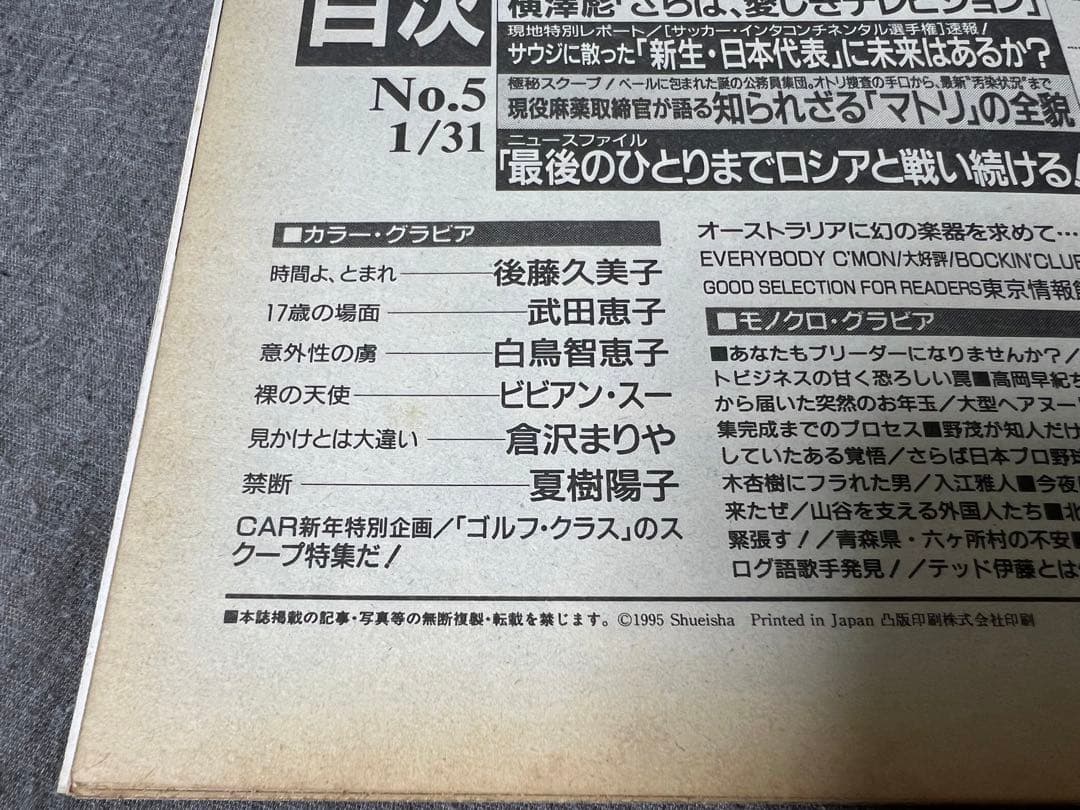 目次
No.5
1/31
横澤彪「さらば、愛しきテレビジョン」
現地特別レポート/[サッカー・インタコンチネンタル選手権]速報!
サウジに散った「新生・日本代表」に未来はあるか?
極秘スクープ!ベールに包まれた謎の公務員集団。オトリ捜査の手口から、最新"汚染状況"まで
現役麻薬取締官が語る知られざる「マトリ」の全貌
ニュースファイル
「最後のひとりまでロシアと戦い続ける!
■カラー・グラビア
時間よ、とまれ──後藤久美子
17歳の場面──武田恵子
意外性の虜──白鳥智恵子
裸の天使──ビビアン・スー
見かけとは大違い──倉沢まりや
禁断──夏樹陽子
CAR新年特別企画/「ゴルフ・クラス」のス
クープ特集だ!
オーストラリアに幻の楽器を求めて…
EVERYBODY C'MON/大好評/BOCKIN'CLUB
GOOD SELECTION FOR READERS東京情報館
■モノクロ・グラビア
■あなたもブリーダーになりませんか?/
トビジネスの甘く恐ろしい罠■高岡早紀
から届いた突然のお年玉/大型ヘアヌー
集完成までのプロセス■野茂が知人だけ
していたある覚悟/さらば日本プロ野球
木杏樹にフラれた男/入江雅人■今夜
来たぜ/山谷を支える外国人たち■北
緊張す!/青森県・六ヶ所村の不安■
ログ語歌手発見!/テッド伊藤とは
■本誌掲載の記事・写真等の無断複製・転載を禁じます。©1995 Shueisha Printed in Japan 凸版印刷株式会社印刷